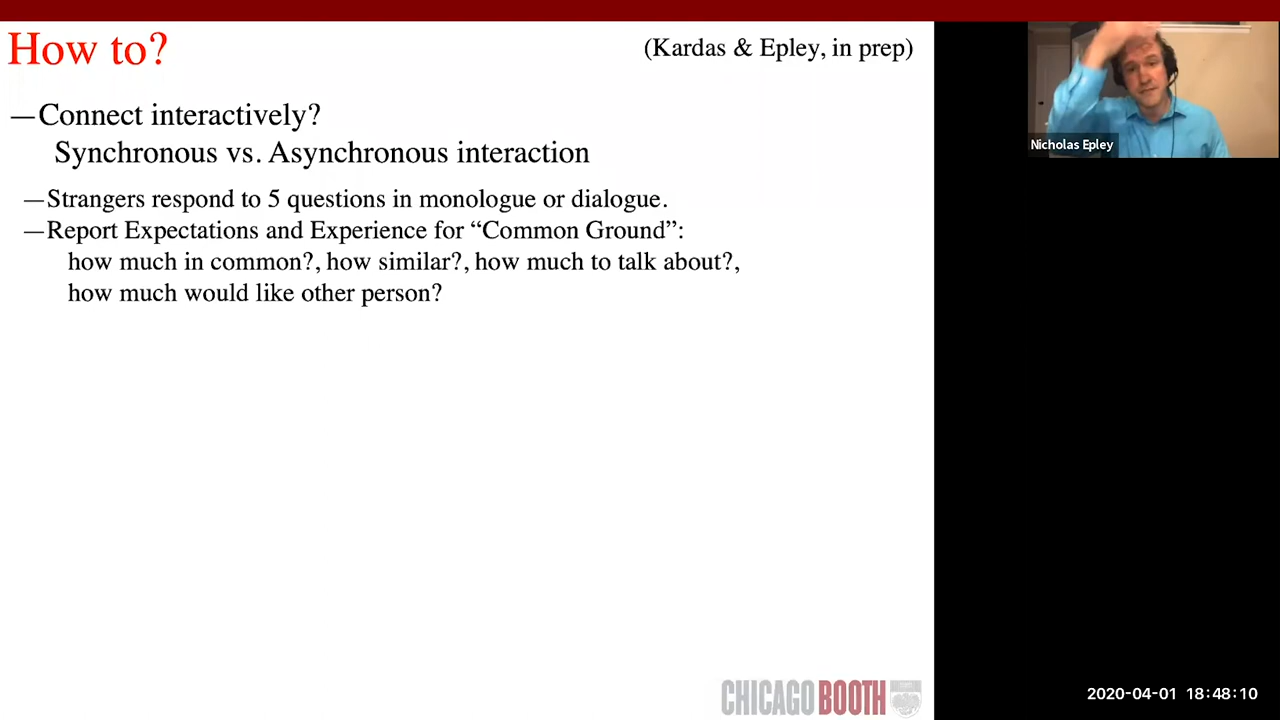 How to?
(Kardas & Epley, in prep)
—Connect interactively?
Synchronous vs. Asynchronous interaction
—Strangers respond to 5 questions in monologue or dialogue.
—Report Expectations and Experience for “Common Ground”:
how much in common?, how similar?, how much to talk about?,
how much would like other person?
Nicholas Epley
CHICAGO BOOTH
2020-04-01 18:48:10